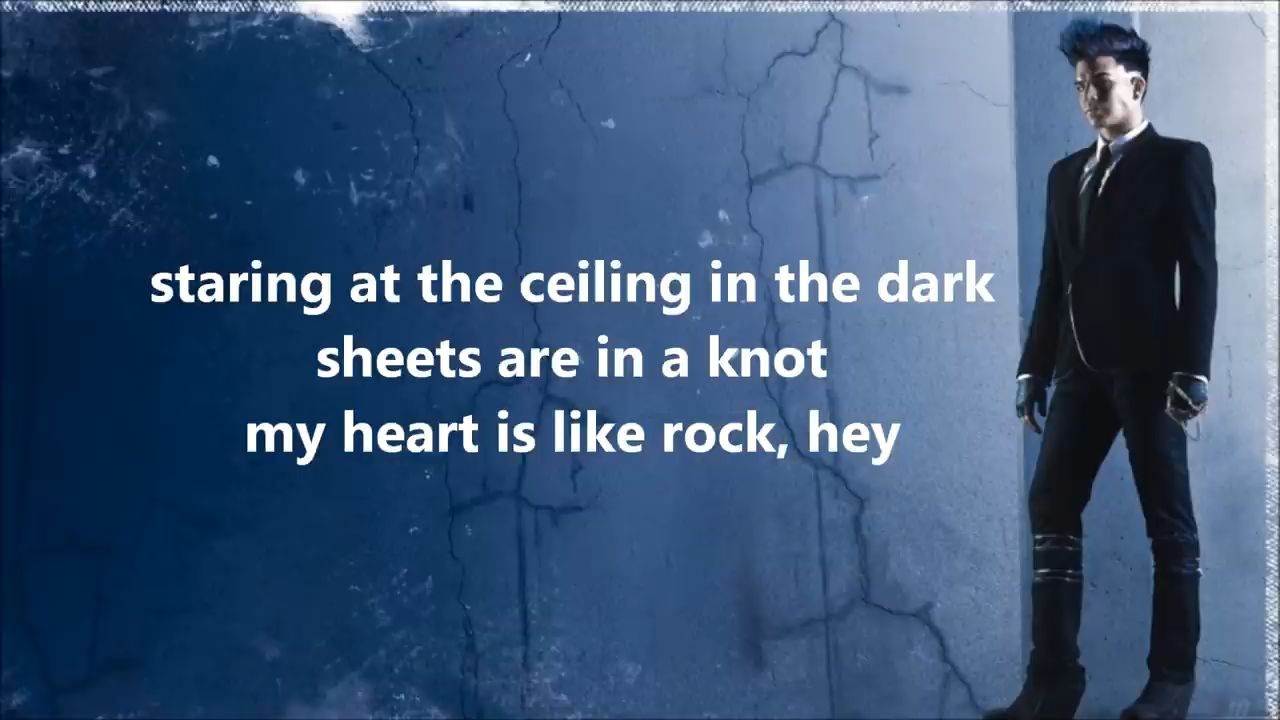 staring at the ceiling in the dark
sheets are in a knot
my heart is like rock, hey